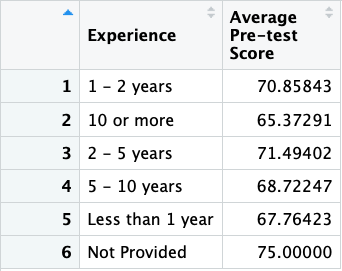 Experience Average Pre-test Score
1 1 – 2 years 70.85843
2 10 or more 65.37291
3 2 – 5 years 71.49402
4 5 – 10 years 68.72247
5 Less than 1 year 67.76423
6 Not Provided 75.00000